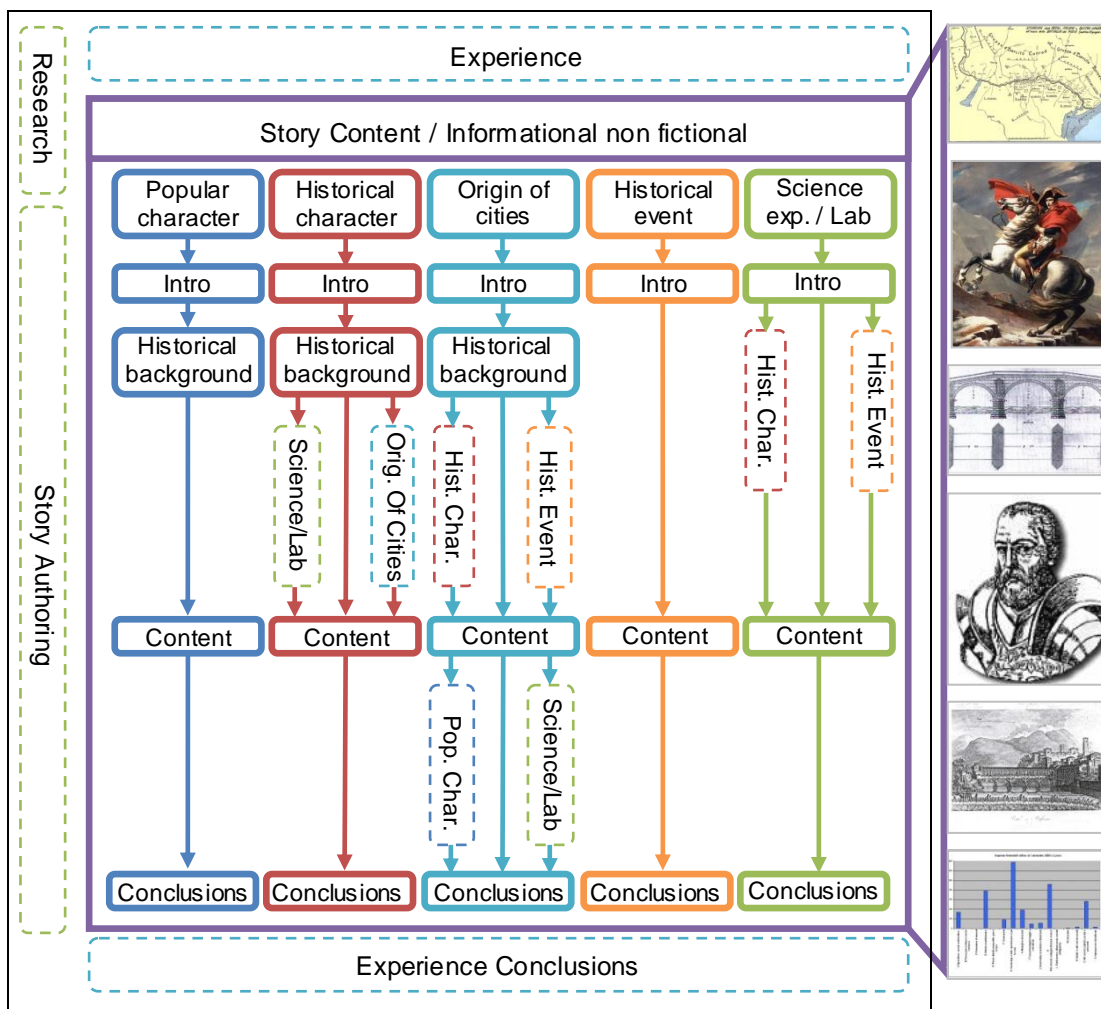 Research
Experience
Story Content / Informational non fictional
Story Authoring
Popular
character
Historical
character
Origin of
cities
Historical
event
Science
exp. / Lab
Intro
Intro
Intro
Intro
Intro
Historical
background
Historical
background
Historical
background
Science/Lab
Orig. Of Cities
Hist. Char.
Hist. Event
Hist. Char.
Hist. Event
Content
Content
Content
Content
Content
Pop. Char.
Science/Lab
Conclusions
Conclusions
Conclusions
Conclusions
Conclusions
Experience Conclusions